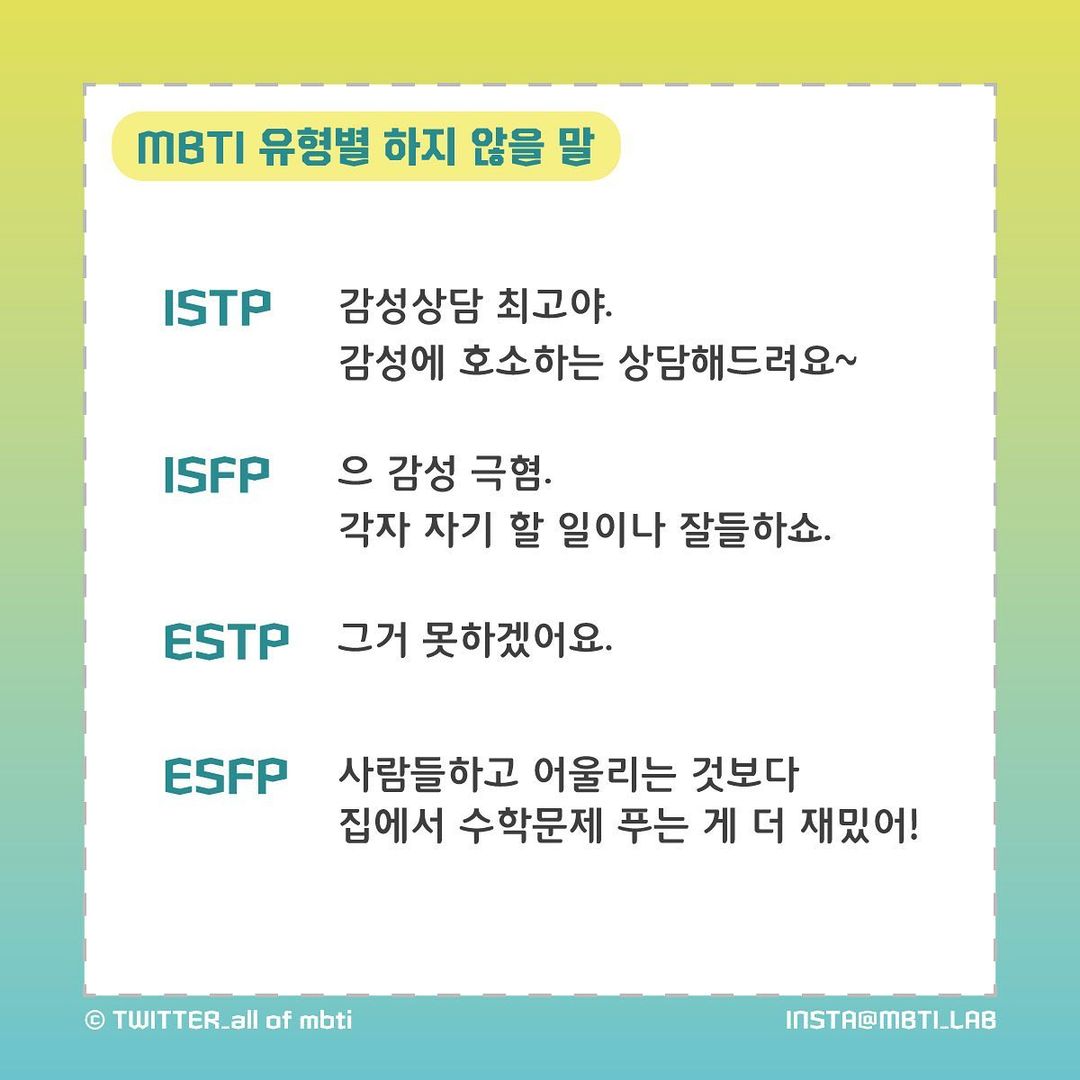 MBTI 유형별 하지 않을 말
ISTP 감성상담 최고야.
감성에 호소하는 상담해드려요~
ISFP 으 감성 극혐.
각자 자기 할 일이나 잘들하쇼.
ESTP 그거 못하겠어요.
ESFP 사람들하고 어울리는 것보다
집에서 수학문제 푸는 게 더 재밌어!
© TWITTER_all of mbti
INSTA@MBTI_LAB